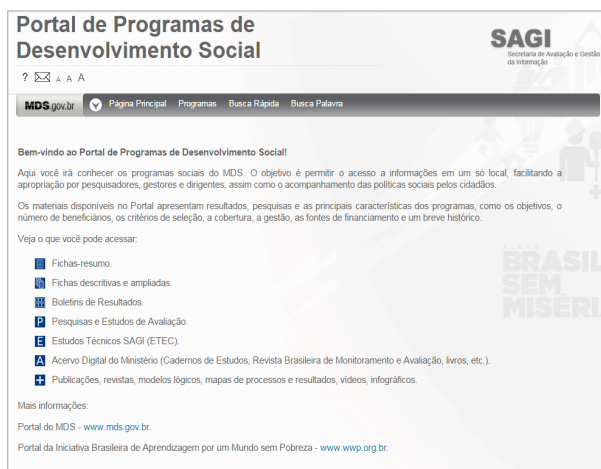 Portal de Programas de
Desenvolvimento Social
SAGI
Secretaria de Avaliação e Gestão
da Informação
? A A A
MDS.gov.br Página Principal Programas Busca Rápida Busca Palavra
Bem-vindo ao Portal de Programas de Desenvolvimento Social!
Aqui você irá conhecer os programas sociais do MDS. O objetivo é permitir o acesso a informações em um só local, facilitando a
apropriação por pesquisadores, gestores e dirigentes, assim como o acompanhamento das políticas sociais pelos cidadãos.
Os materiais disponíveis no Portal apresentam resultados, pesquisas e as principais características dos programas, como os objetivos, o
número de beneficiários, os critérios de seleção, a cobertura, a gestão, as fontes de financiamento e um breve histórico.
Veja o que você pode acessar:
Fichas-resumo.
Fichas descritivas e ampliadas.
Boletins de Resultados.
P Pesquisas e Estudos de Avaliação.
E Estudos Técnicos SAGI (ETEC).
A Acervo Digital do Ministério (Cadernos de Estudos, Revista Brasileira de Monitoramento e Avaliação, livros, etc.).
+ Publicações, revistas, modelos lógicos, mapas de processos e resultados, vídeos, infográficos.
PLANO
BRASIL
SEM
MISÉRI
Mais informações:
Portal do MDS - www.mds.gov.br.
Portal da Iniciativa Brasileira de Aprendizagem por um Mundo sem Pobreza - www.wwp.org.br.